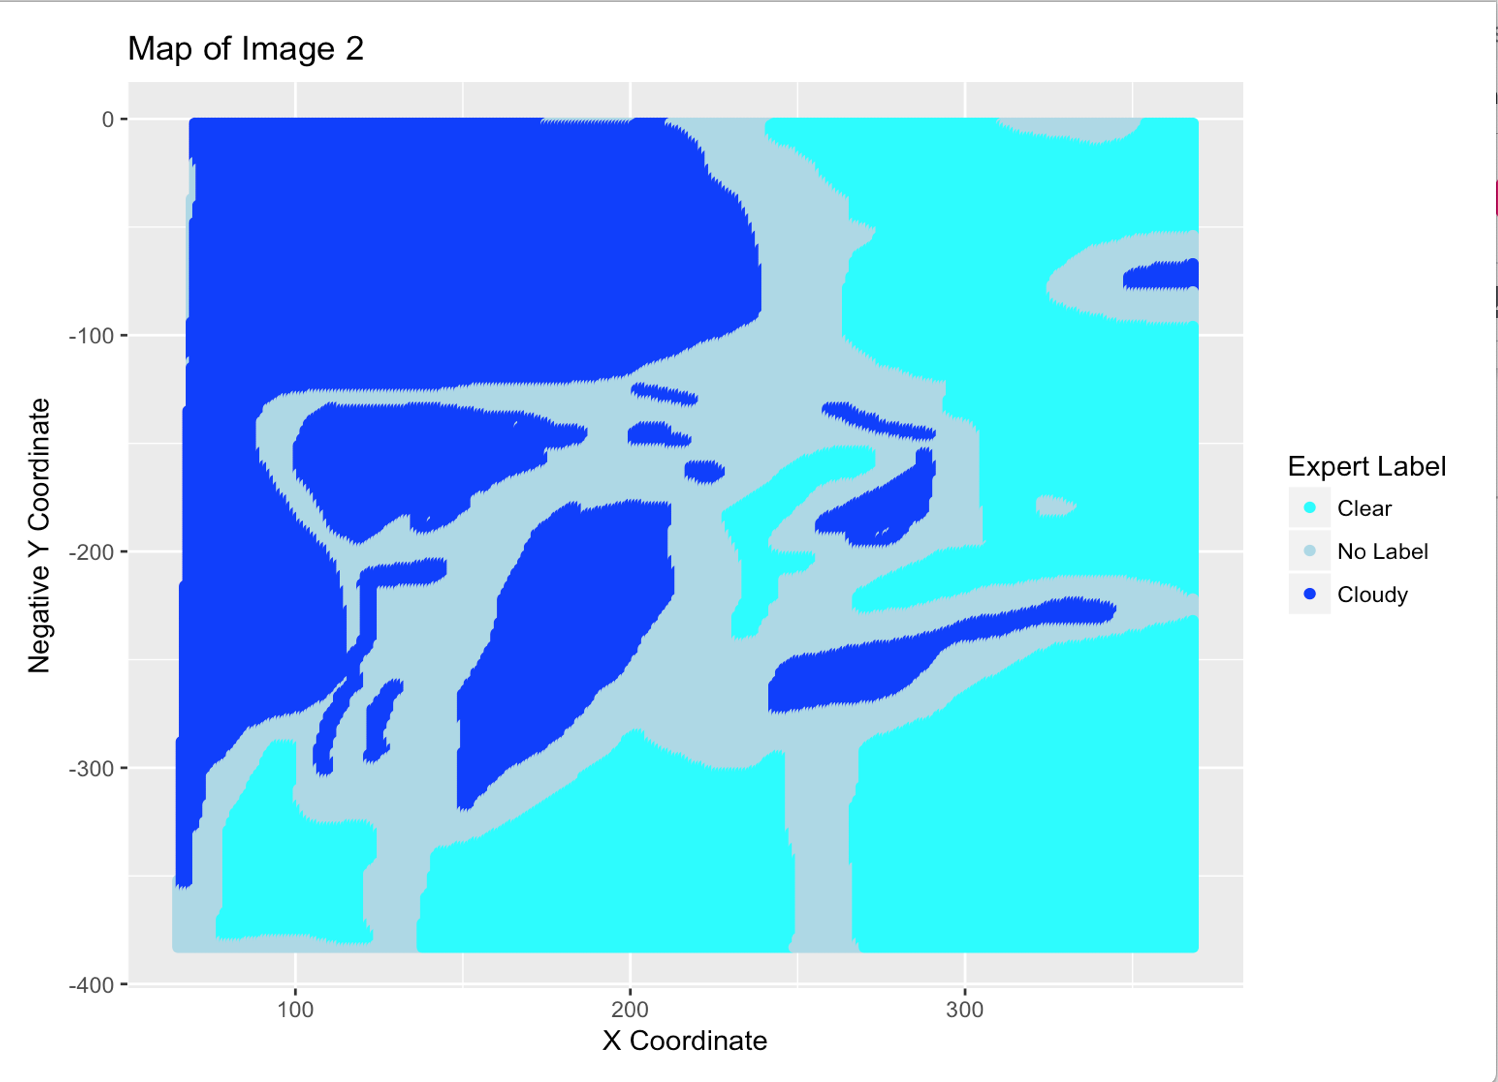 Map of Image 2
0
-100
-200
-300
-400
Negative Y Coordinate
100
200
300
X Coordinate
Expert Label
Clear
No Label
Cloudy